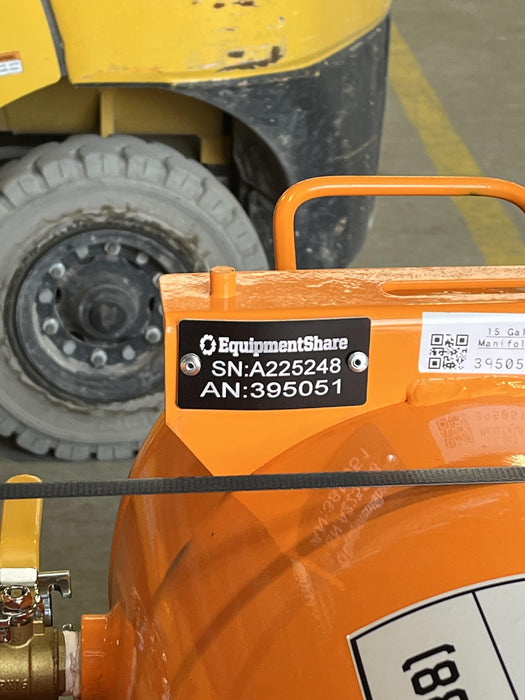 EquipmentShare
SN:A225248
AN:395051
15 Gal
Manifol
39505